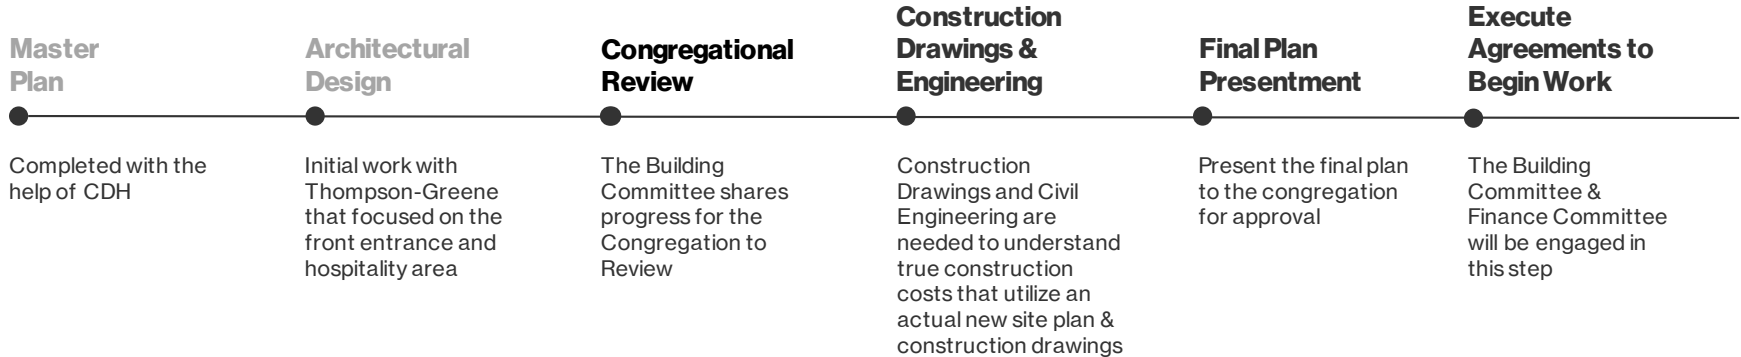 Master
Plan
Completed with the
help of CDH
Architectural
Design
Initial work with
Thompson-Greene
that focused on the
front entrance and
hospitality area
Congregational
Review
The Building
Committee shares
progress for the
Congregation to
Review
Construction
Drawings &
Engineering
Construction
Drawings and Civil
Engineering are
needed to understand
true construction
costs that utilize an
actual new site plan &
construction drawings
Final Plan
Presentment
Present the final plan
to the congregation
for approval
Execute
Agreements to
Begin Work
The Building
Committee &
Finance Committee
will be engaged in
this step